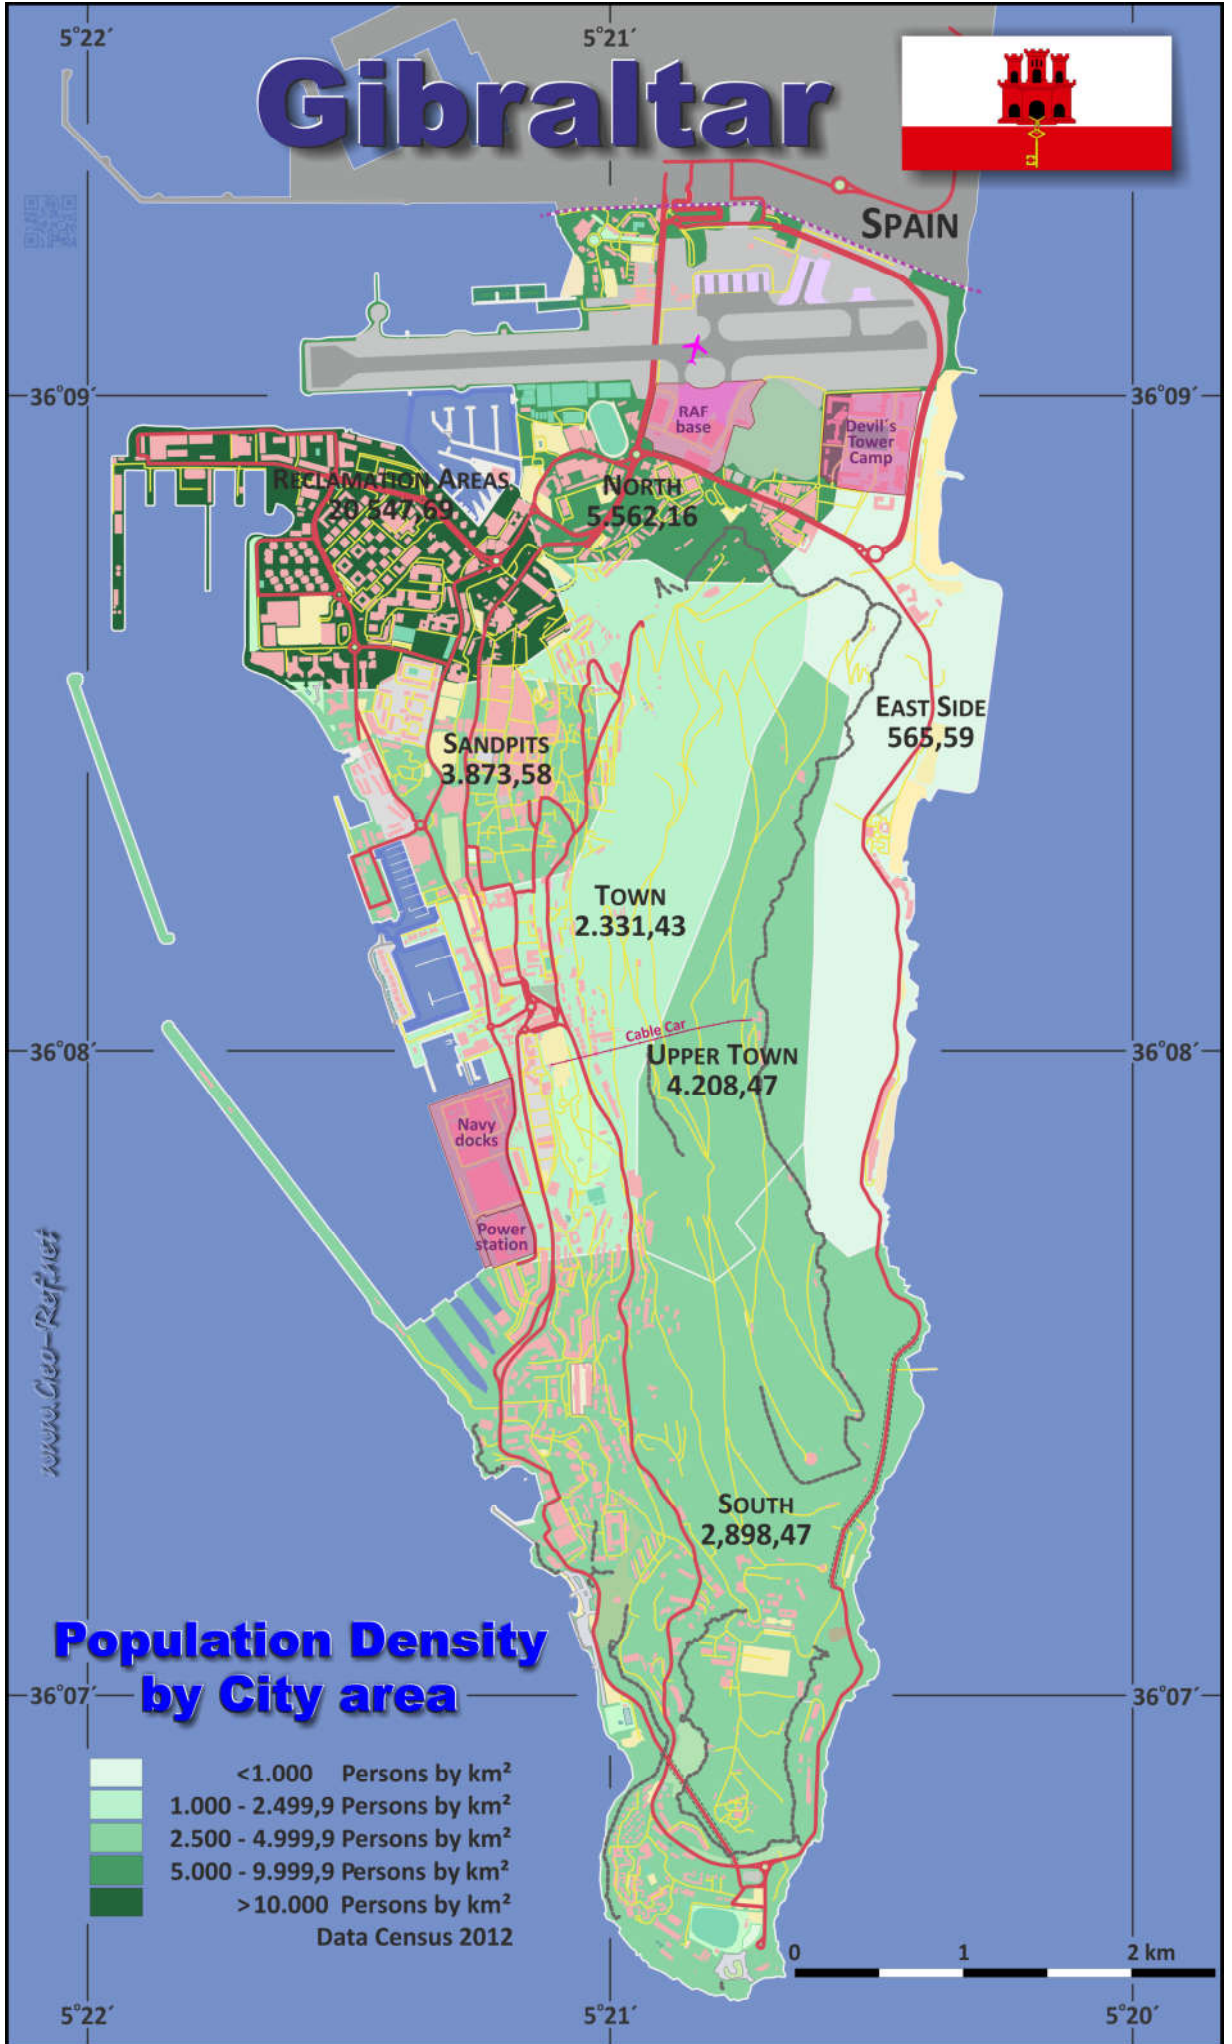 5°22´
5°21´
Gibraltar
SPAIN
36°09´
36°09´
RAF
base
Devil´s
Tower
Camp
RECLAMATION AREAS
20 547,69
NORTH
5.562,16
EAST SIDE
565,59
SANDPITS
3.873,58
TOWN
2.331,43
Cable Car
36°08´
36°08´
UPPER TOWN
4.208,47
Navy
docks
Power
station
www.Geo-Ref.net
SOUTH
2,898,47
Population Density
by City area
36°07´
36°07´
<1.000 Persons by km²
1.000 - 2.499,9 Persons by km²
2.500 - 4.999,9 Persons by km²
5.000 - 9.999,9 Persons by km²
>10.000 Persons by km²
Data Census 2012
0 1 2 km
5°22´
5°21´
5°20´